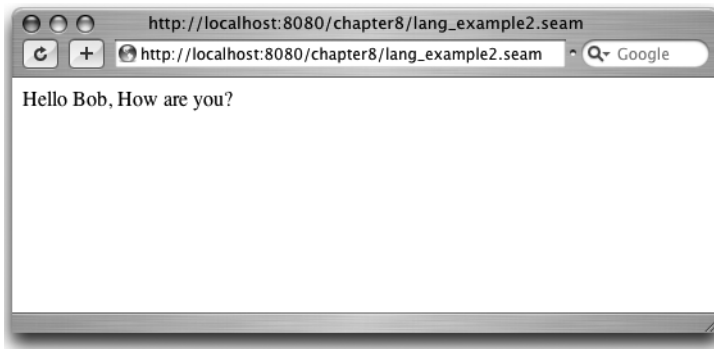 http://localhost:8080/chapter8/lang_example2.seam
http://localhost:8080/chapter8/lang_example2.seam Google
Hello Bob, How are you?